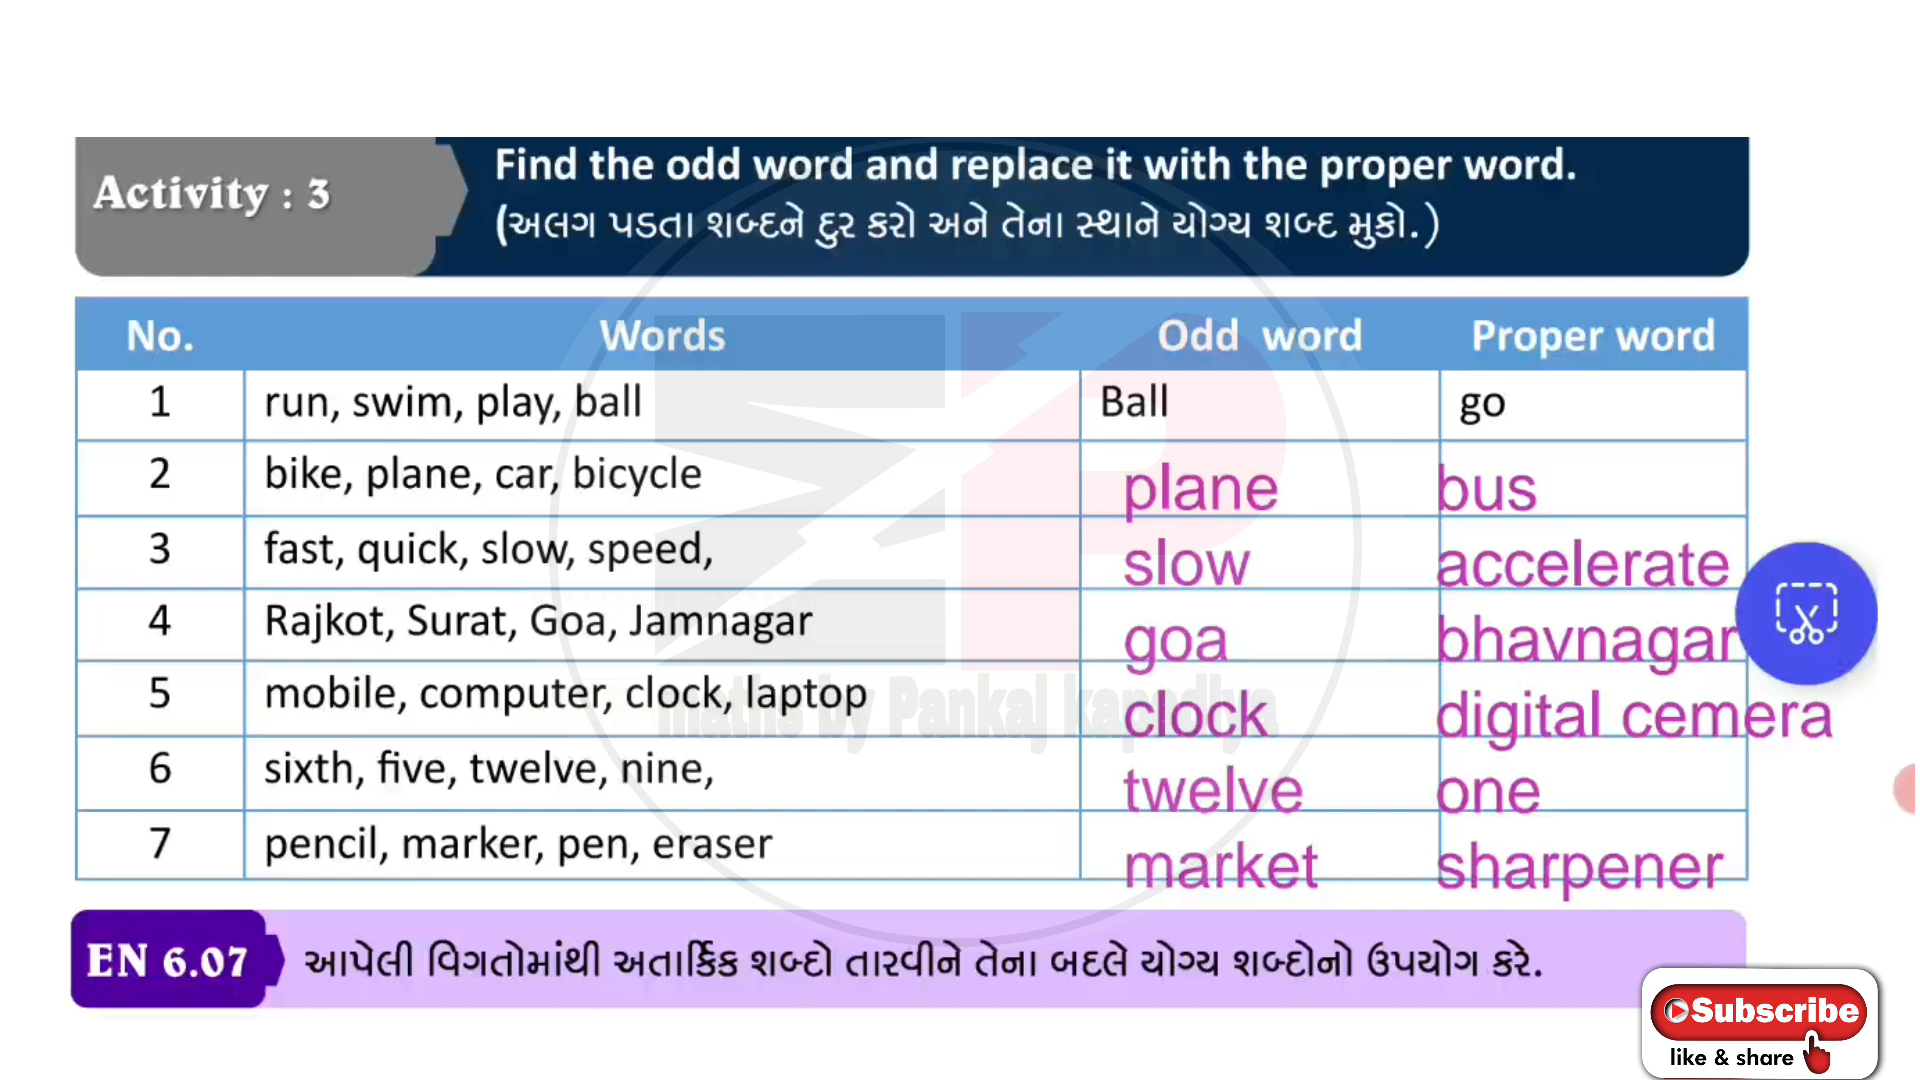 Activity : 3
Find the odd word and replace it with the proper word.
(અલગ પડતા શબ્દને દુર કરો અને તેના સ્થાને યોગ્ય શબ્દ મુકો.)
No. Words Odd word Proper word
1 run, swim, play, ball Ball go
2 bike, plane, car, bicycle plane bus
3 fast, quick, slow, speed, slow accelerate
4 Rajkot, Surat, Goa, Jamnagar goa bhavnagar
5 mobile, computer, clock, laptop clock digital cemera
maths by Pankaj kapadiya
6 sixth, five, twelve, nine, twelve one
7 pencil, marker, pen, eraser market sharpener
EN 6.07 આપેલી વિગતોમાંથી અતાર્કિક શબ્દો તારવીને તેના બદલે યોગ્ય શબ્દોનો ઉપયોગ કરે.
Subscribe
like & share